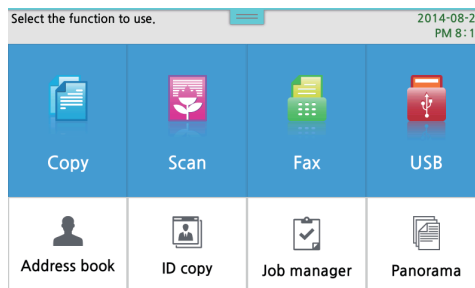 Select the function to use.
2014-08-2
PM 8:1
Copy Scan Fax USB
Address book ID copy Job manager Panorama